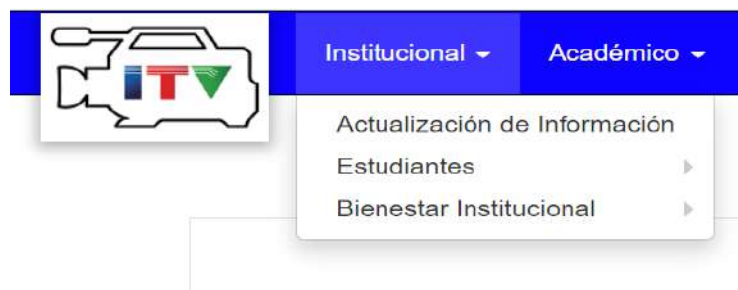 ITV
Institucional Académico
Actualización de Información
Estudiantes
Bienestar Institucional